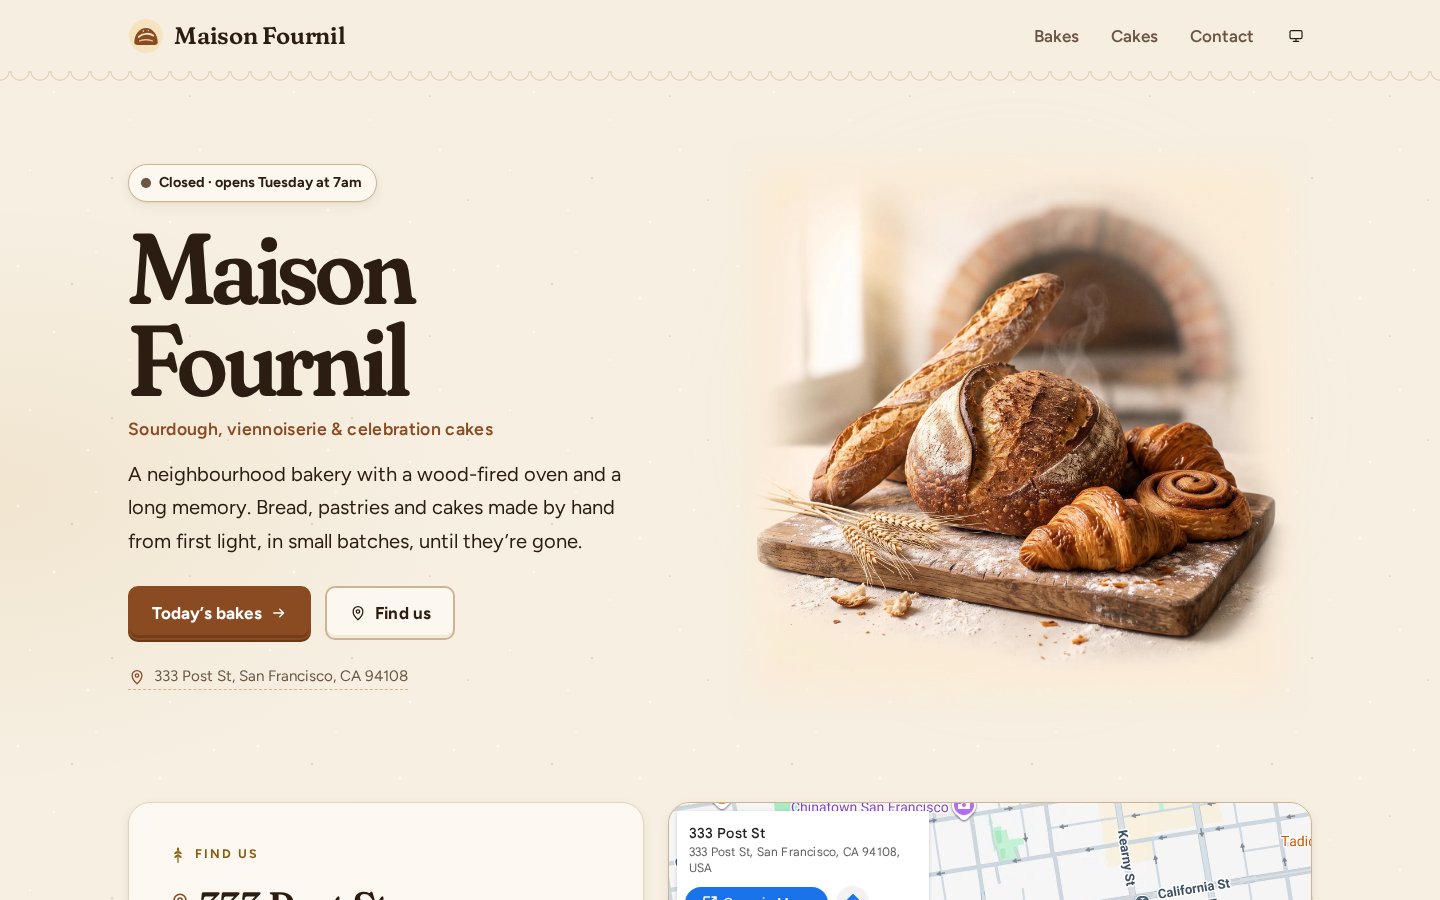 Maison Fournil
Bakes
Cakes
Contact
Closed · opens Tuesday at 7am
Maison
Fournil
Sourdough, viennoiserie & celebration cakes
A neighbourhood bakery with a wood-fired oven and a
long memory. Bread, pastries and cakes made by hand
from first light, in small batches, until they’re gone.
Today’s bakes
Find us
333 Post St, San Francisco, CA 94108
FIND US
333 Post St
Chinatown San Francisco
333 Post St
333 Post St, San Francisco, CA 94108,
USA
Kearny St
California St